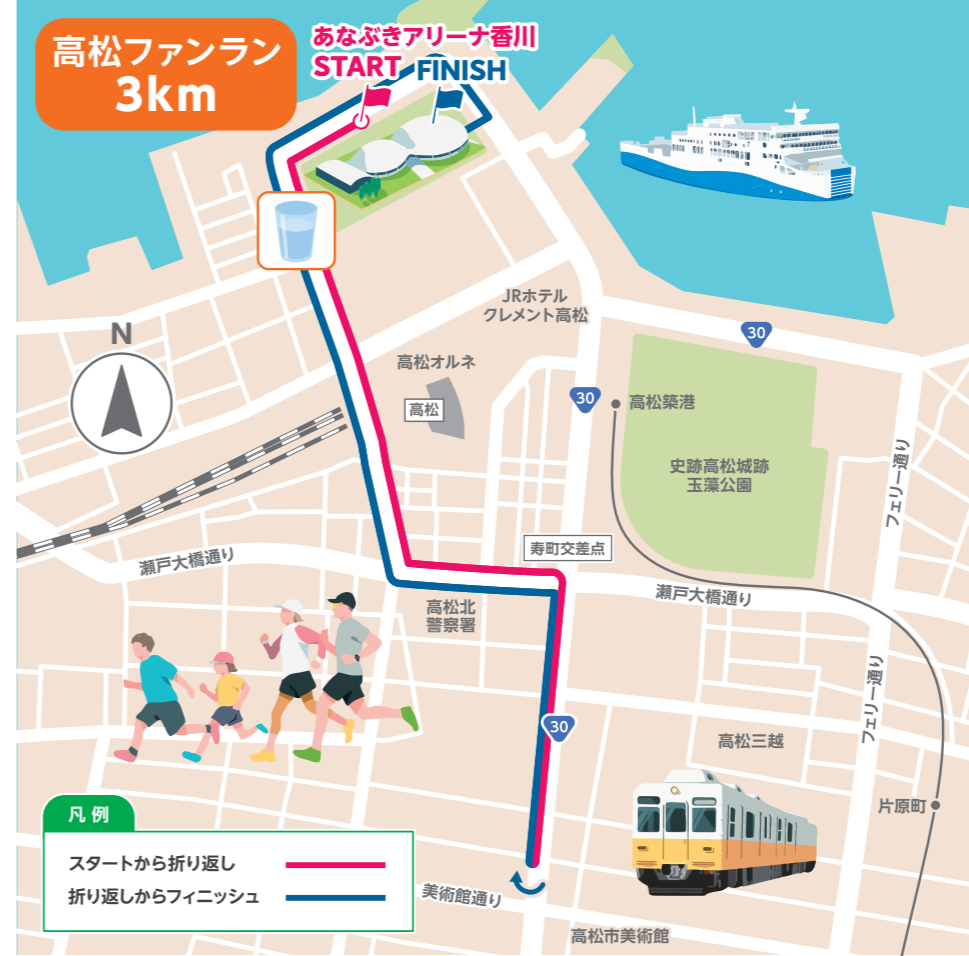 高松ファンラン
3km
あなぶきアリーナ香川
START FINISH
JRホテル
クレメント高松
30
N
高松オルネ
高松
30
高松築港
史跡高松城跡
玉藻公園
フェリー通り
寿町交差点
瀬戸大橋通り
瀬戸大橋通り
高松北
警察署
フェリー通り
30
高松三越
片原町
凡例
スタートから折り返し
折り返しからフィニッシュ
美術館通り
高松市美術館